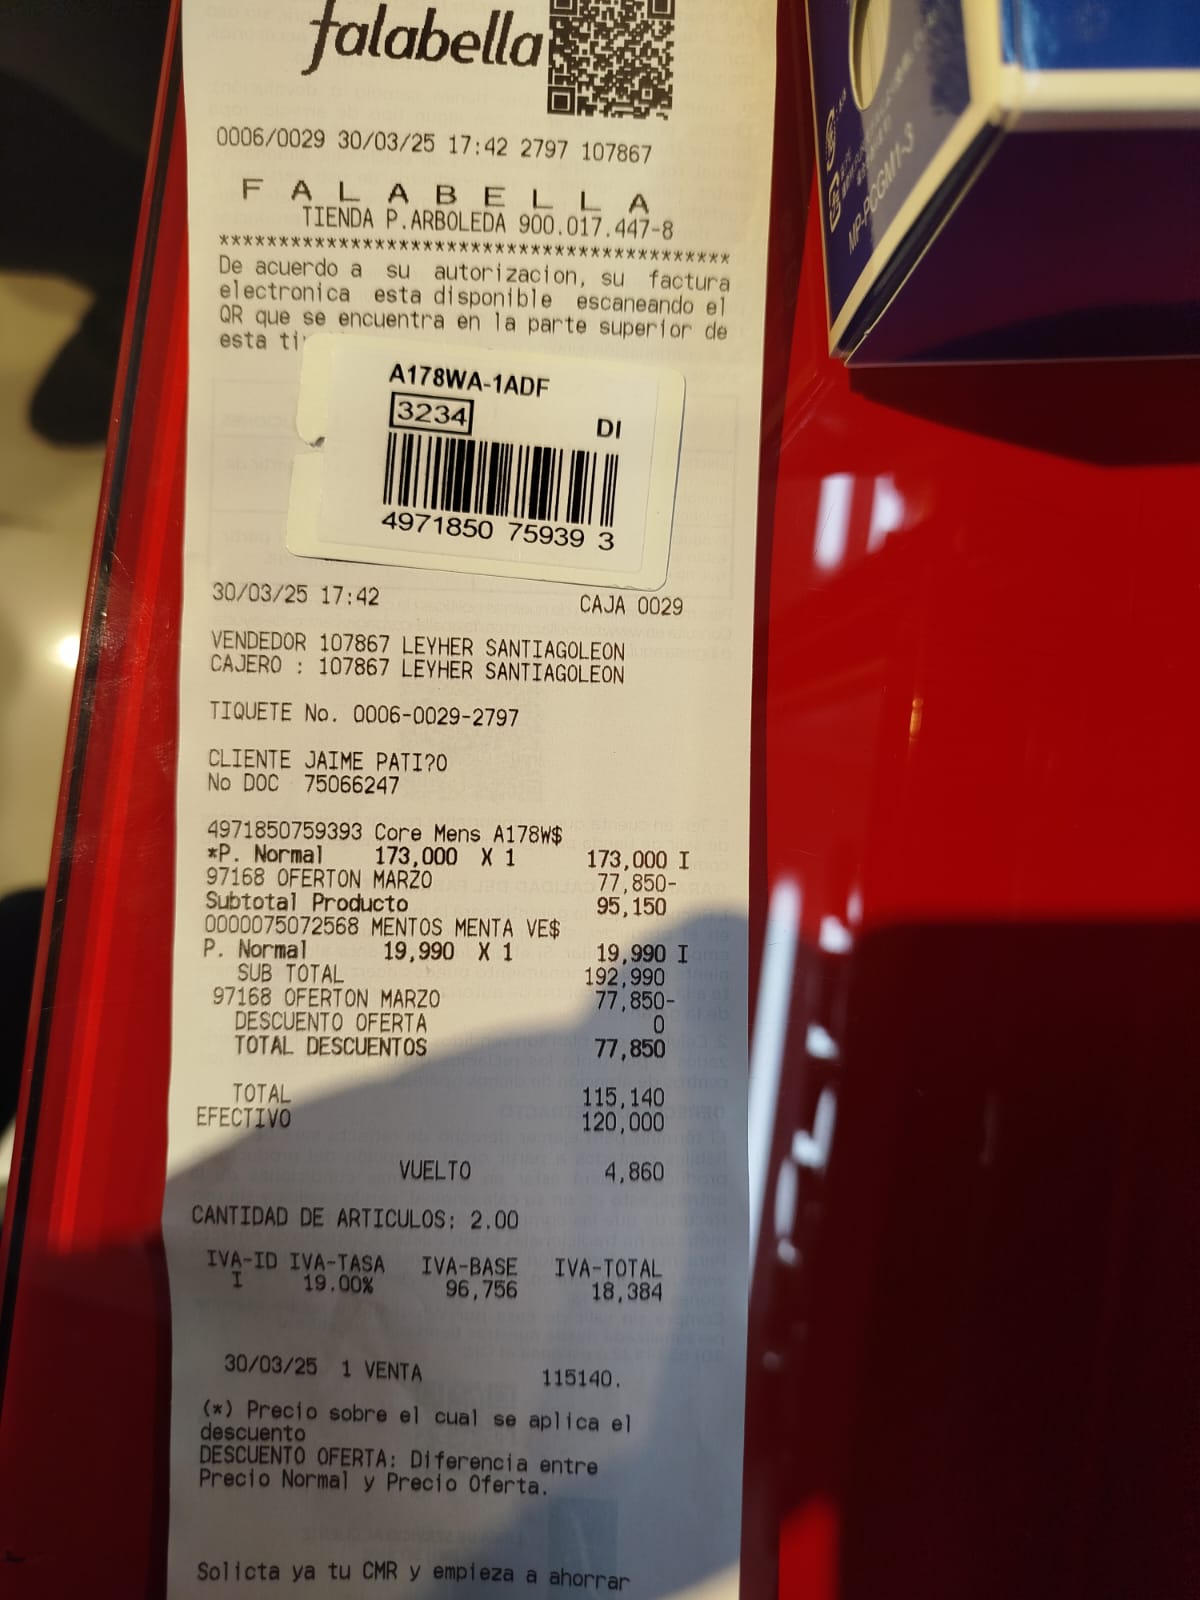 falabella
0006/0029 30/03/25 17:42 2797 107867
F A L A B E L L A
TIENDA P.ARBOLEDA 900.017.447-8
******************************************
De acuerdo a su autorizacion, su factura
electronica esta disponible escaneando el
QR que se encuentra en la parte superior de
esta
A178WA-1ADF
3234 DI
4971850 75939 3
30/03/25 17:42 CAJA 0029
VENDEDOR 107867 LEYHER SANTIAGOLEON
CAJERO : 107867 LEYHER SANTIAGOLEON
TIQUETE No. 0006-0029-2797
CLIENTE JAIME PATI?O
No DOC 75066247
4971850759393 Core Mens A178W$
*P. Normal 173,000 X 1 173,000 I
97168 OFERTON MARZO 77,850-
Subtotal Producto 95,150
0000075072568 MENTOS MENTA VE$
P. Normal 19,990 X 1 19,990 I
SUB TOTAL 192,990
97168 OFERTON MARZO 77,850-
DESCUENTO OFERTA 0
TOTAL DESCUENTOS 77,850
TOTAL 115,140
EFECTIVO 120,000
VUELTO 4,860
CANTIDAD DE ARTICULOS: 2.00
IVA-ID IVA-TASA IVA-BASE IVA-TOTAL
I 19.00% 96,756 18,384
30/03/25 1 VENTA 115140.
(*) Precio sobre el cual se aplica el
descuento
DESCUENTO OFERTA: Diferencia entre
Precio Normal y Precio Oferta.
Solicta ya tu CMR y empieza a ahorrar
MP-PCGM1-3